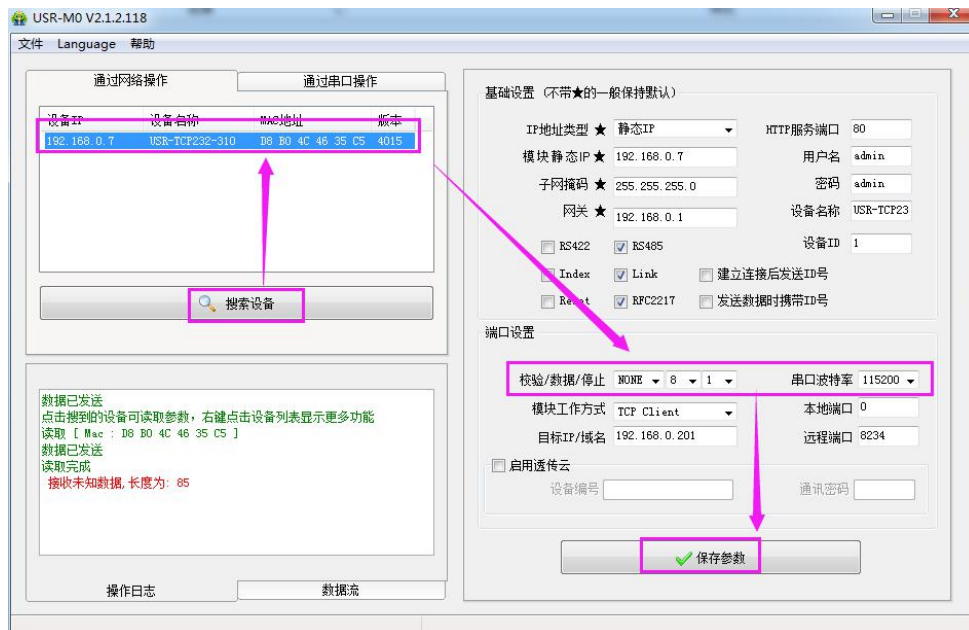 USR-M0 V2.1.2.118
文件 Language 帮助
通过网络操作 通过串口操作
设备IP 设备名称 MAC地址 版本
192.168.0.7 USR-TCP232-310 D8 B0 4C 46 35 C5 4015
搜索设备
数据已发送
点击搜到的设备可读取参数，右键点击设备列表显示更多功能
读取 [ Mac : D8 B0 4C 46 35 C5 ]
数据已发送
读取完成
接收未知数据,长度为: 85
操作日志 数据流
基础设置 (不带★的一般保持默认)
IP地址类型 ★ 静态IP HTTP服务端口 80
模块静态IP★ 192.168.0.7 用户名 admin
子网掩码 ★ 255.255.255.0 密码 admin
网关 ★ 192.168.0.1 设备名称 USR-TCP23
RS422 RS485 设备ID 1
Index Link 建立连接后发送ID号
Reset RFC2217 发送数据时携带ID号
端口设置
校验/数据/停止 NONE 8 1 串口波特率 115200
模块工作方式 TCP Client 本地端口 0
目标IP/域名 192.168.0.201 远程端口 8234
启用透传云
设备编号 通讯密码
保存参数